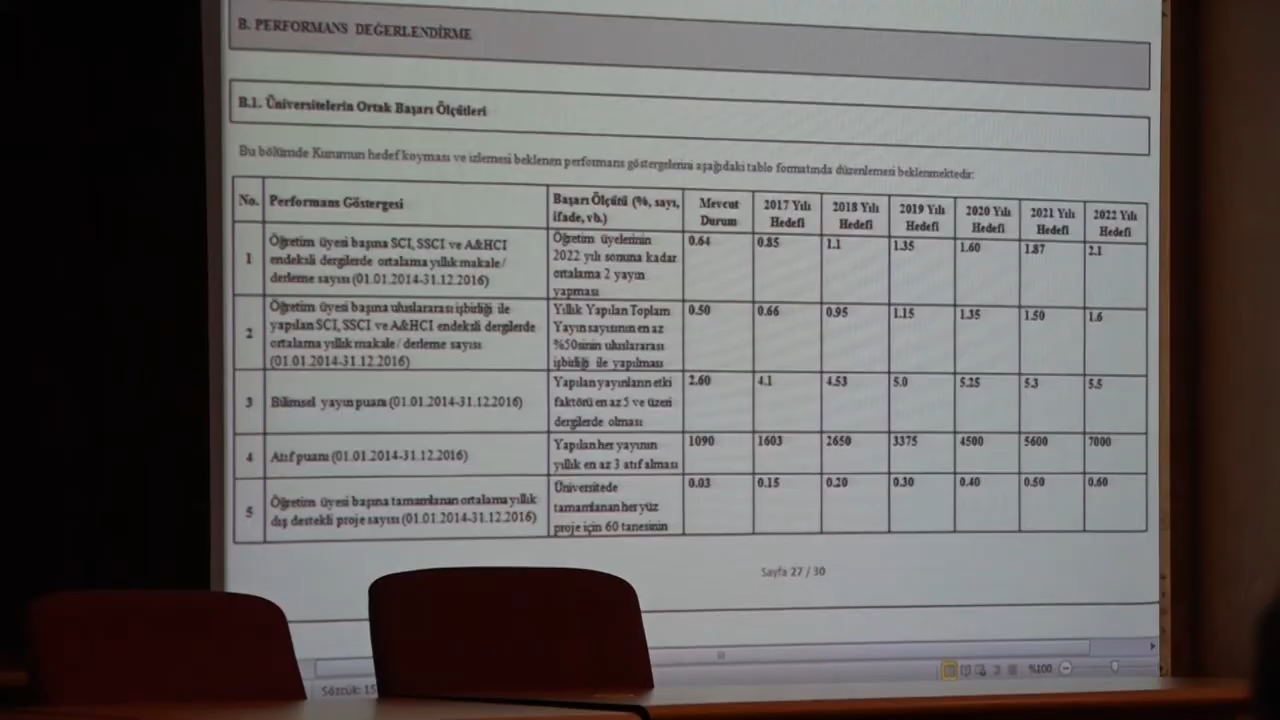 B. PERFORMANS DEĞERLENDİRME
B.1. Üniversitelerin Ortak Başarı Ölçütleri
Bu bölümde Kurumun hedef koyması ve izlemesi beklenen performans göstergelerini aşağıdaki tablo formatında düzenlemesi beklenmektedir:
No. Performans Göstergesi Başarı Ölçütü (%, sayı, ifade, vb.) Mevcut Durum 2017 Yılı Hedefi 2018 Yılı Hedefi 2019 Yılı Hedefi 2020 Yılı Hedefi 2021 Yılı Hedefi 2022 Yılı Hedefi
1
Öğretim üyesi başına SCI, SSCI ve A&HCI
endeksli dergilerde ortalama yıllık makale /
derleme sayısı (01.01.2014-31.12.2016)
Öğretim üyelerinin
2022 yılı sonuna kadar
ortalama 2 yayın
yapması
0.64 0.85 1.1 1.35 1.60 1.87 2.1
2
Öğretim üyesi başına uluslararası işbirliği ile
yapılan SCI, SSCI ve A&HCI endeksli dergilerde
ortalama yıllık makale / derleme sayısı
(01.01.2014-31.12.2016)
Yıllık Yapılan Toplam
Yayın sayısının en az
%50sinin uluslararası
işbirliği ile yapılması
0.50 0.66 0.95 1.15 1.35 1.50 1.6
3
Bilimsel yayın puanı (01.01.2014-31.12.2016)
Yapılan yayınların etki
faktörü en az 5 ve üzeri
dergilerde olması
2.60 4.1 4.53 5.0 5.25 5.3 5.5
4
Atıf puanı (01.01.2014-31.12.2016)
Yapılan her yayının
yıllık en az 3 atıf alması
1090 1603 2650 3375 4500 5600 7000
5
Öğretim üyesi başına tamamlanan ortalama yıllık
dış destekli proje sayısı (01.01.2014-31.12.2016)
Üniversitede
tamamlanan her yüz
proje için 60 tanesinin
0.03 0.15 0.20 0.30 0.40 0.50 0.60
Sayfa 27 / 30
Sözcük: 15
%100